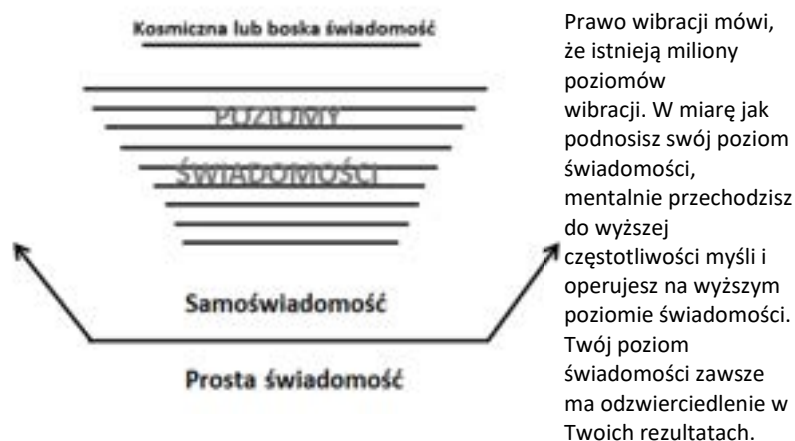 Kosmiczna lub boska świadomość
POZIOMY
ŚWIADOMOŚCI
Samoświadomość
Prosta świadomość
Prawo wibracji mówi,
że istnieją miliony
poziomów
wibracji. W miarę jak
podnosisz swój poziom
świadomości,
mentalnie przechodzisz
do wyższej
częstotliwości myśli i
operujesz na wyższym
poziomie świadomości.
Twój poziom
świadomości zawsze
ma odzwierciedlenie w
Twoich rezultatach.